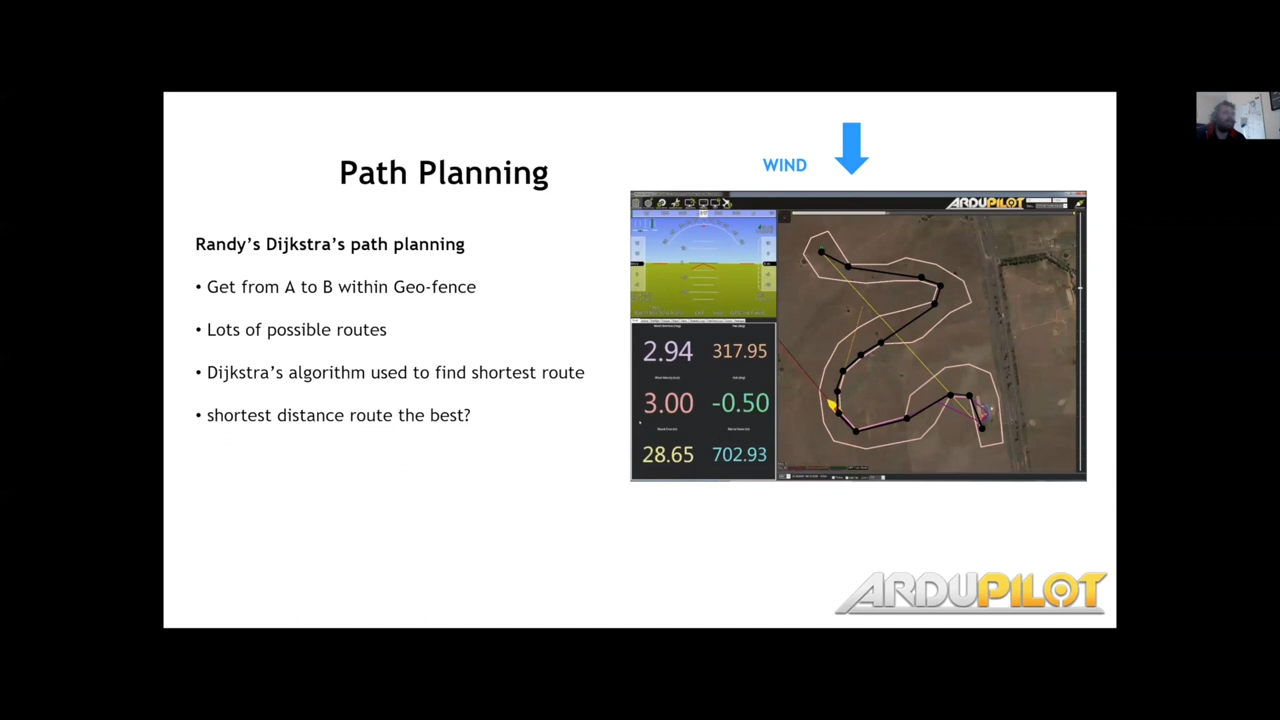 WIND
Path Planning
ARDUPILOT
Randy's Dijkstra's path planning
• Get from A to B within Geo-fence
• Lots of possible routes
• Dijkstra's algorithm used to find shortest route
• shortest distance route the best?
2.94 317.95
3.00 -0.50
28.65 702.93
ARDUPILOT